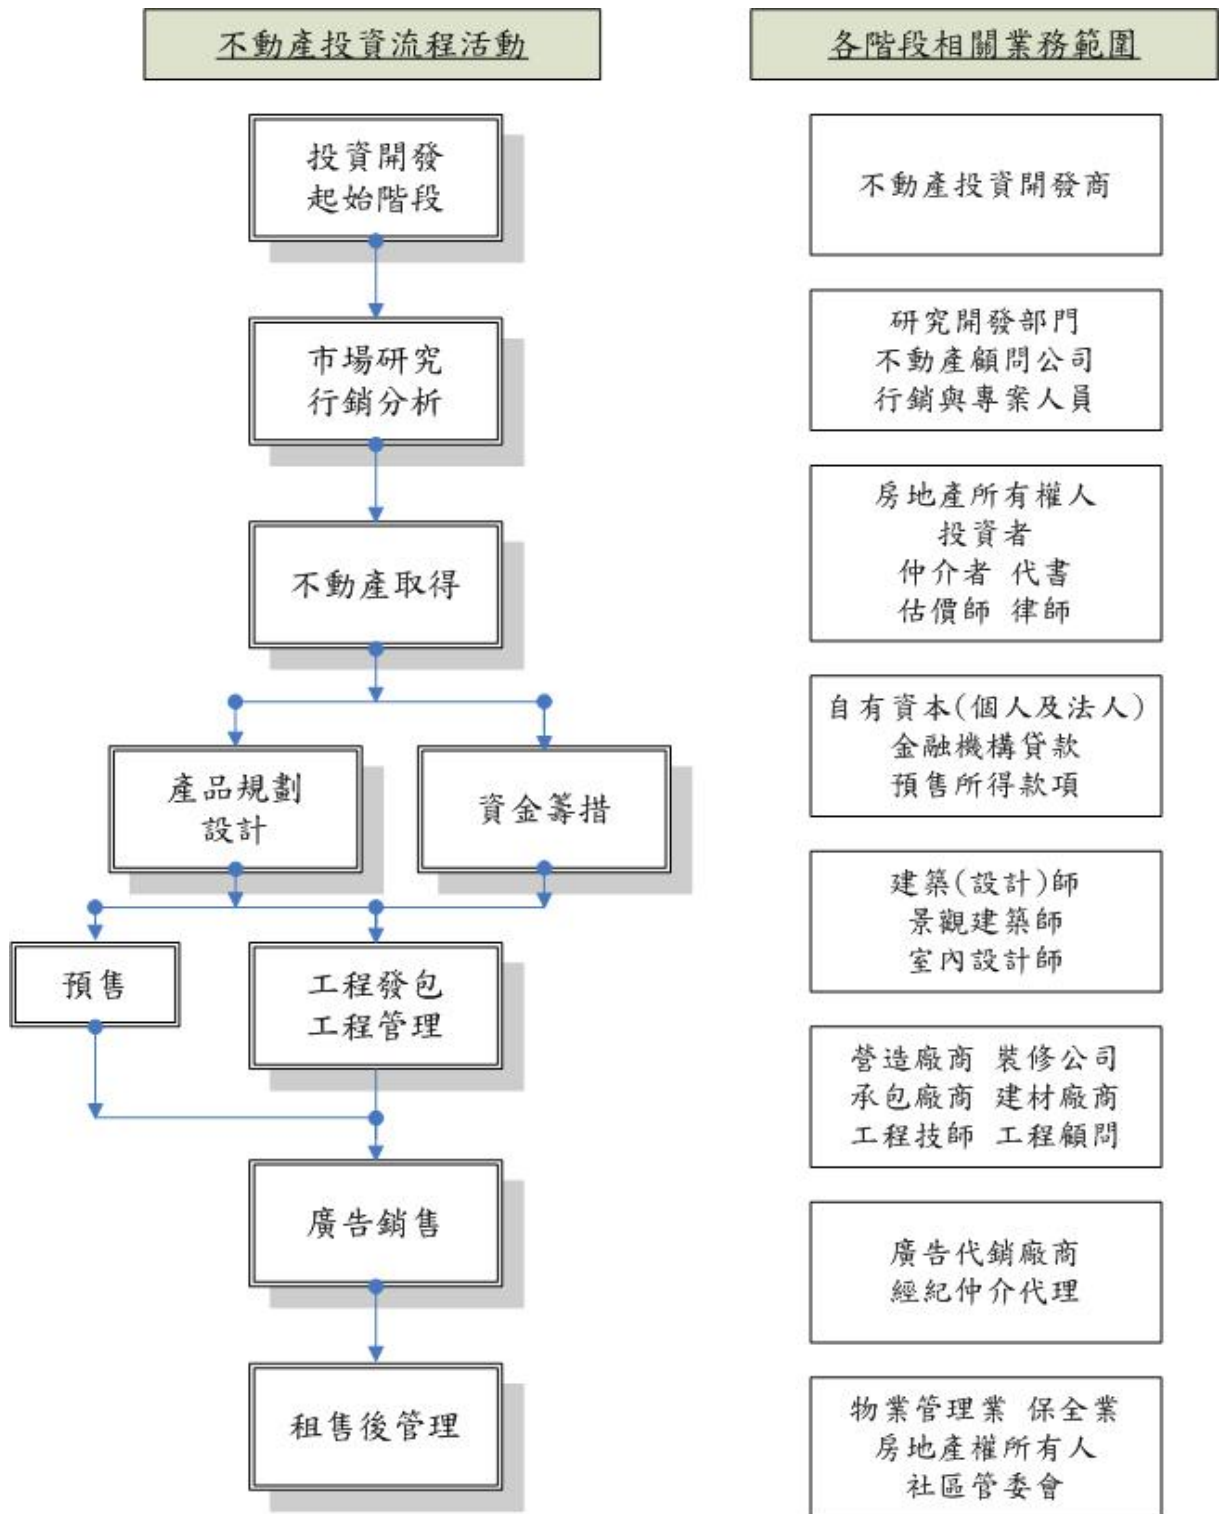 不動產投資流程活動
投資開發
起始階段
市場研究
行銷分析
不動產取得
產品規劃
設計
資金籌措
預售
工程發包
工程管理
廣告銷售
租售後管理
各階段相關業務範圍
不動產投資開發商
研究開發部門
不動產顧問公司
行銷與專案人員
房地產所有權人
投資者
仲介者 代書
估價師 律師
自有資本(個人及法人)
金融機構貸款
預售所得款項
建築(設計)師
景觀建築師
室內設計師
營造廠商 裝修公司
承包廠商 建材廠商
工程技師 工程顧問
廣告代銷廠商
經紀仲介代理
物業管理業 保全業
房地產權所有人
社區管委會